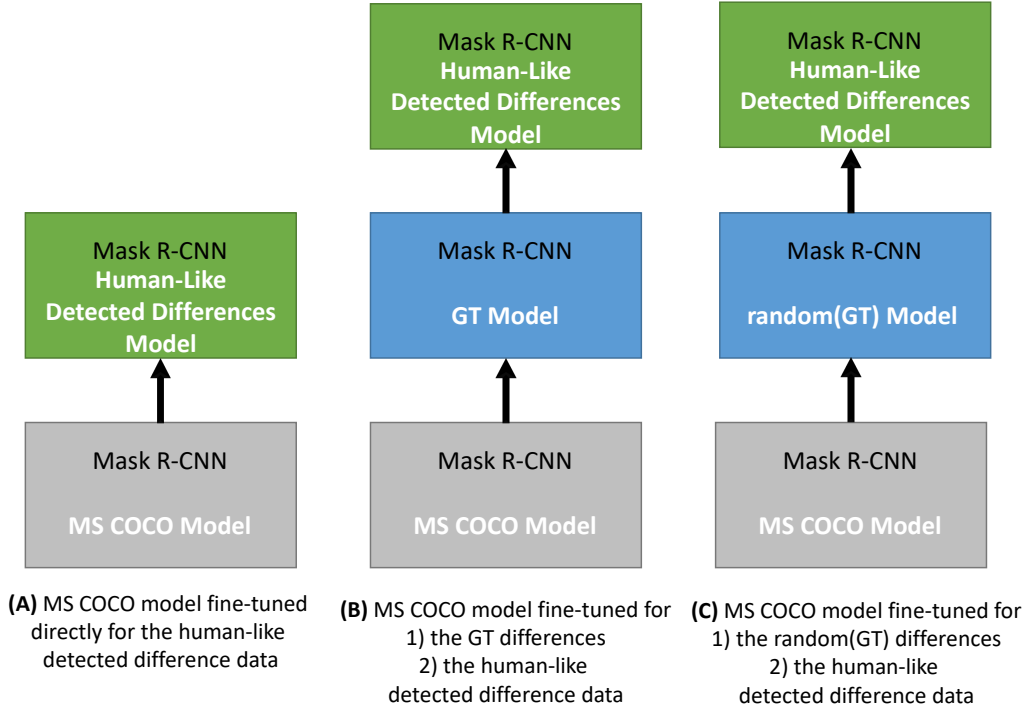 Mask R-CNN
Human-Like
Detected Differences
Model
Mask R-CNN
MS COCO Model
(A) MS COCO model fine-tuned
directly for the human-like
detected difference data
Mask R-CNN
Human-Like
Detected Differences
Model
Mask R-CNN
GT Model
Mask R-CNN
MS COCO Model
(B) MS COCO model fine-tuned for
1) the GT differences
2) the human-like
detected difference data
Mask R-CNN
Human-Like
Detected Differences
Model
Mask R-CNN
random(GT) Model
Mask R-CNN
MS COCO Model
(C) MS COCO model fine-tuned for
1) the random(GT) differences
2) the human-like
detected difference data